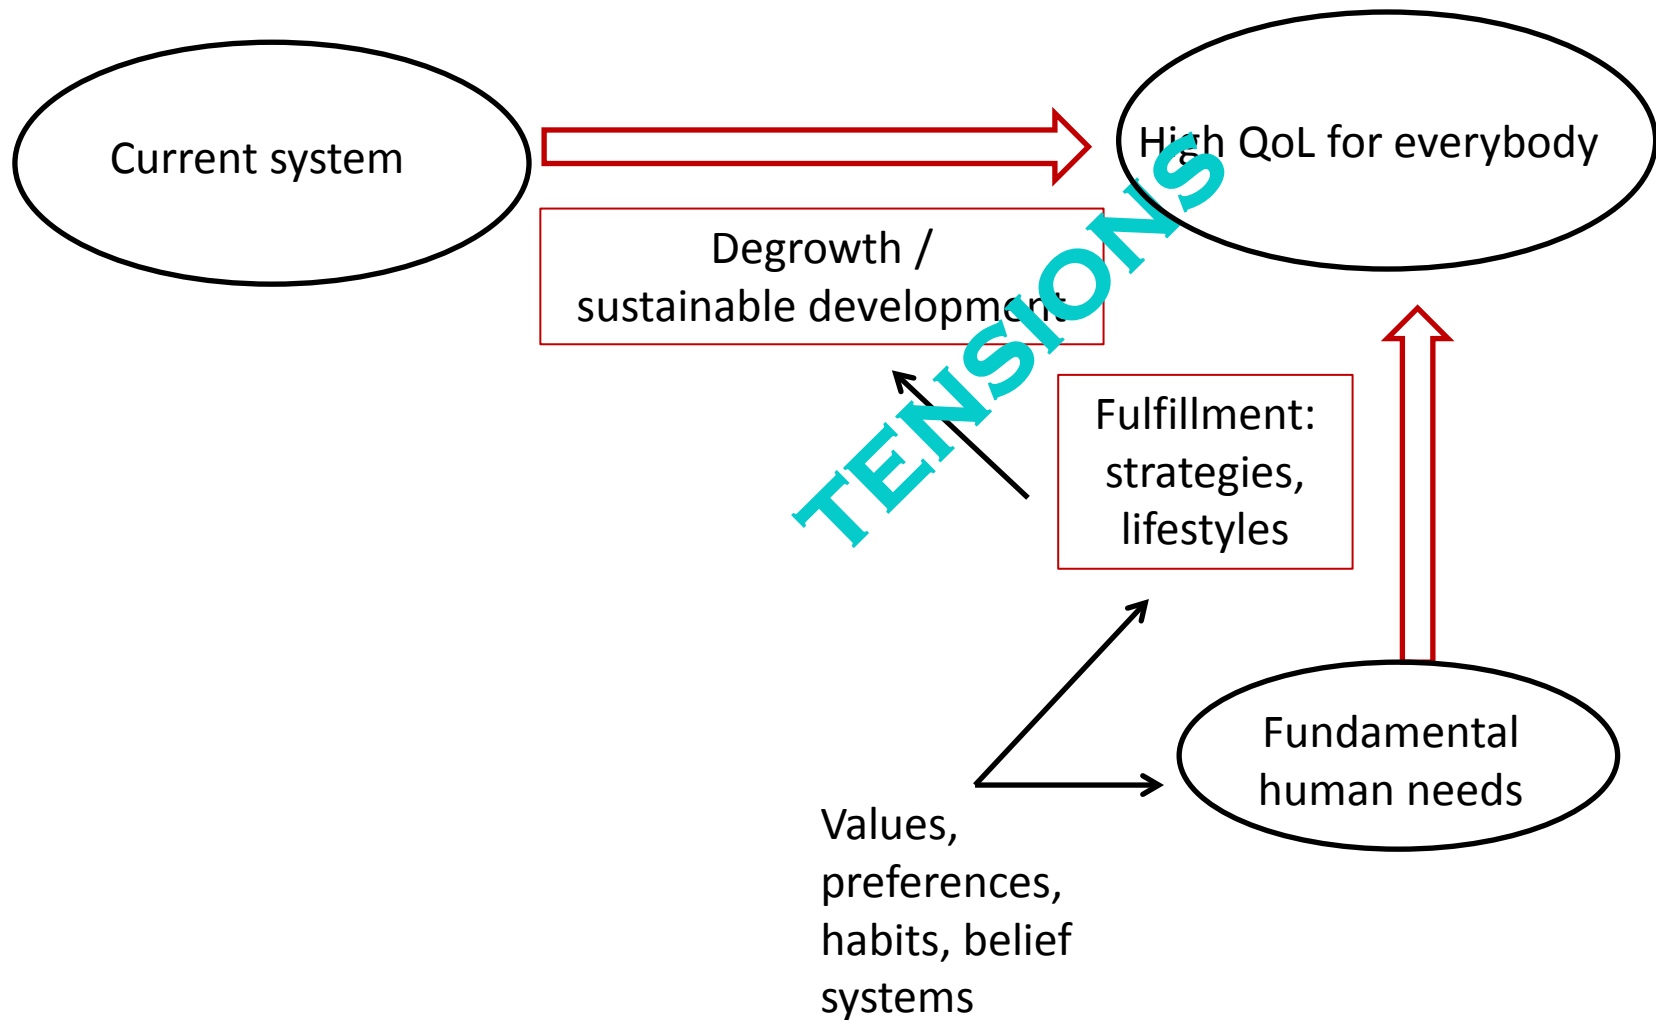 Current system
High QoL for everybody
Degrowth /
sustainable development
TENSIONS
Fulfillment:
strategies,
lifestyles
Fundamental
human needs
Values,
preferences,
habits, belief
systems